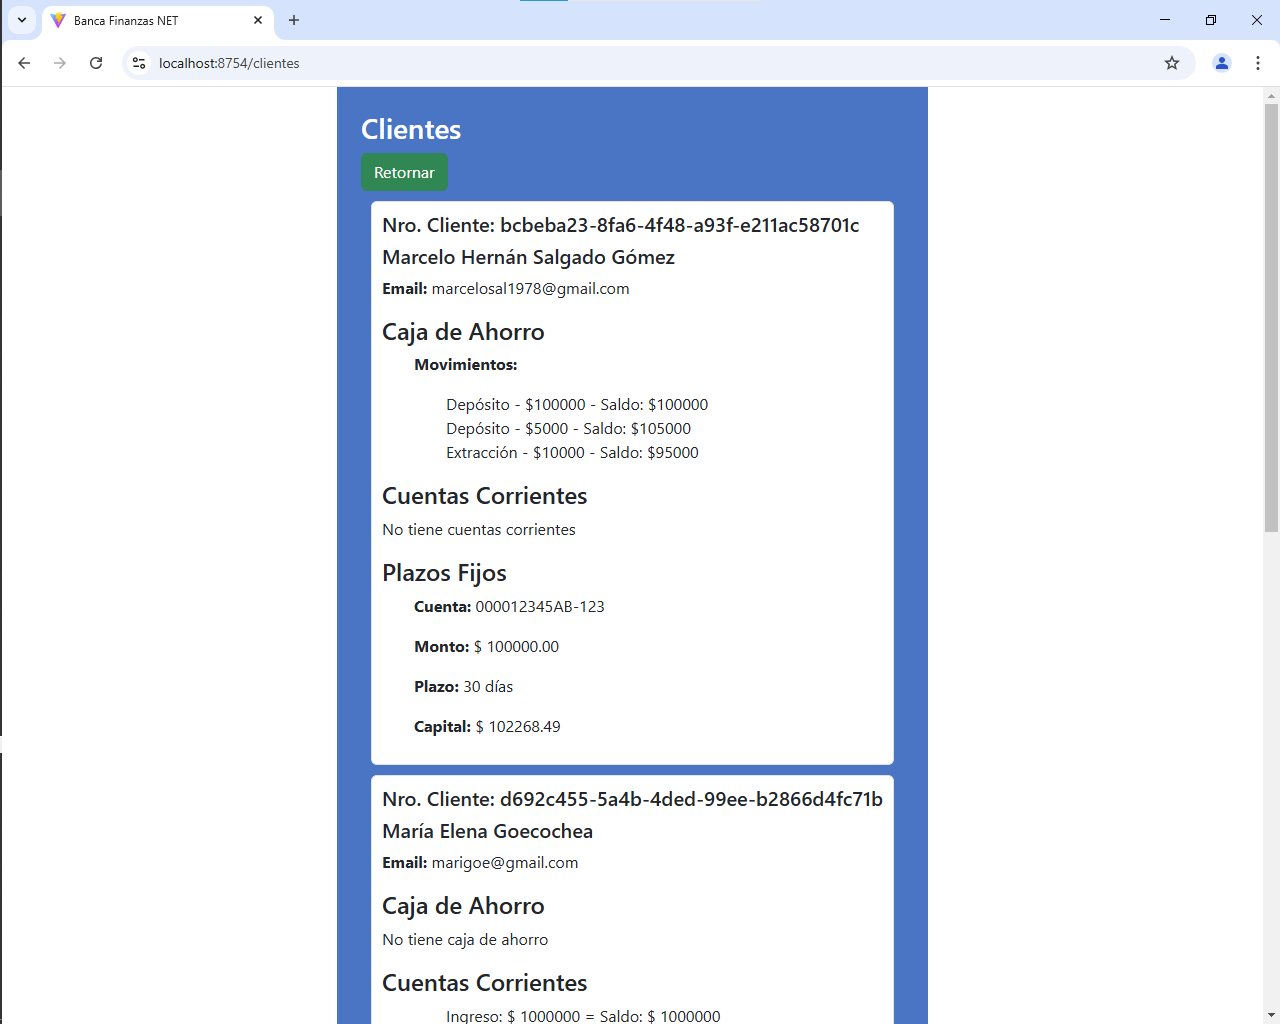 Banca Finanzas NET
localhost:8754/clientes
Clientes
Retornar
Nro. Cliente: bcbeba23-8fa6-4f48-a93f-e211ac58701c
Marcelo Hernán Salgado Gómez
Email: marcelosal1978@gmail.com
Caja de Ahorro
Movimientos:
Depósito - $100000 - Saldo: $100000
Depósito - $5000 - Saldo: $105000
Extracción - $10000 - Saldo: $95000
Cuentas Corrientes
No tiene cuentas corrientes
Plazos Fijos
Cuenta: 000012345AB-123
Monto: $ 100000.00
Plazo: 30 días
Capital: $ 102268.49
Nro. Cliente: d692c455-5a4b-4ded-99ee-b2866d4fc71b
María Elena Goecochea
Email: marigoe@gmail.com
Caja de Ahorro
No tiene caja de ahorro
Cuentas Corrientes
Ingreso: $ 1000000 = Saldo: $ 1000000